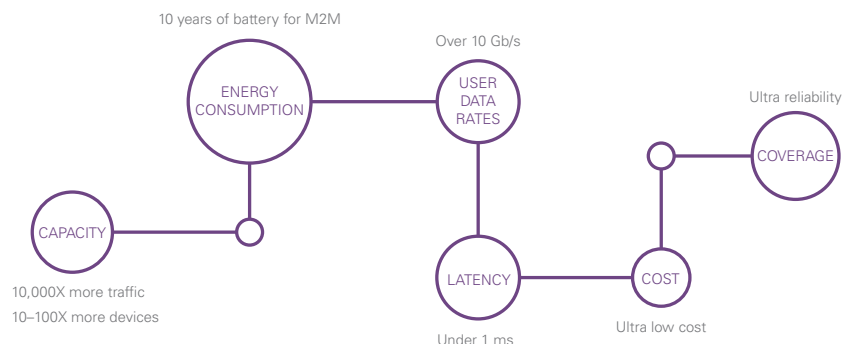 10 years of battery for M2M
ENERGY
CONSUMPTION
Over 10 Gb/s
USER
DATA
RATES
Ultra reliability
COVERAGE
CAPACITY
10,000X more traffic
10–100X more devices
LATENCY
Under 1 ms
COST
Ultra low cost